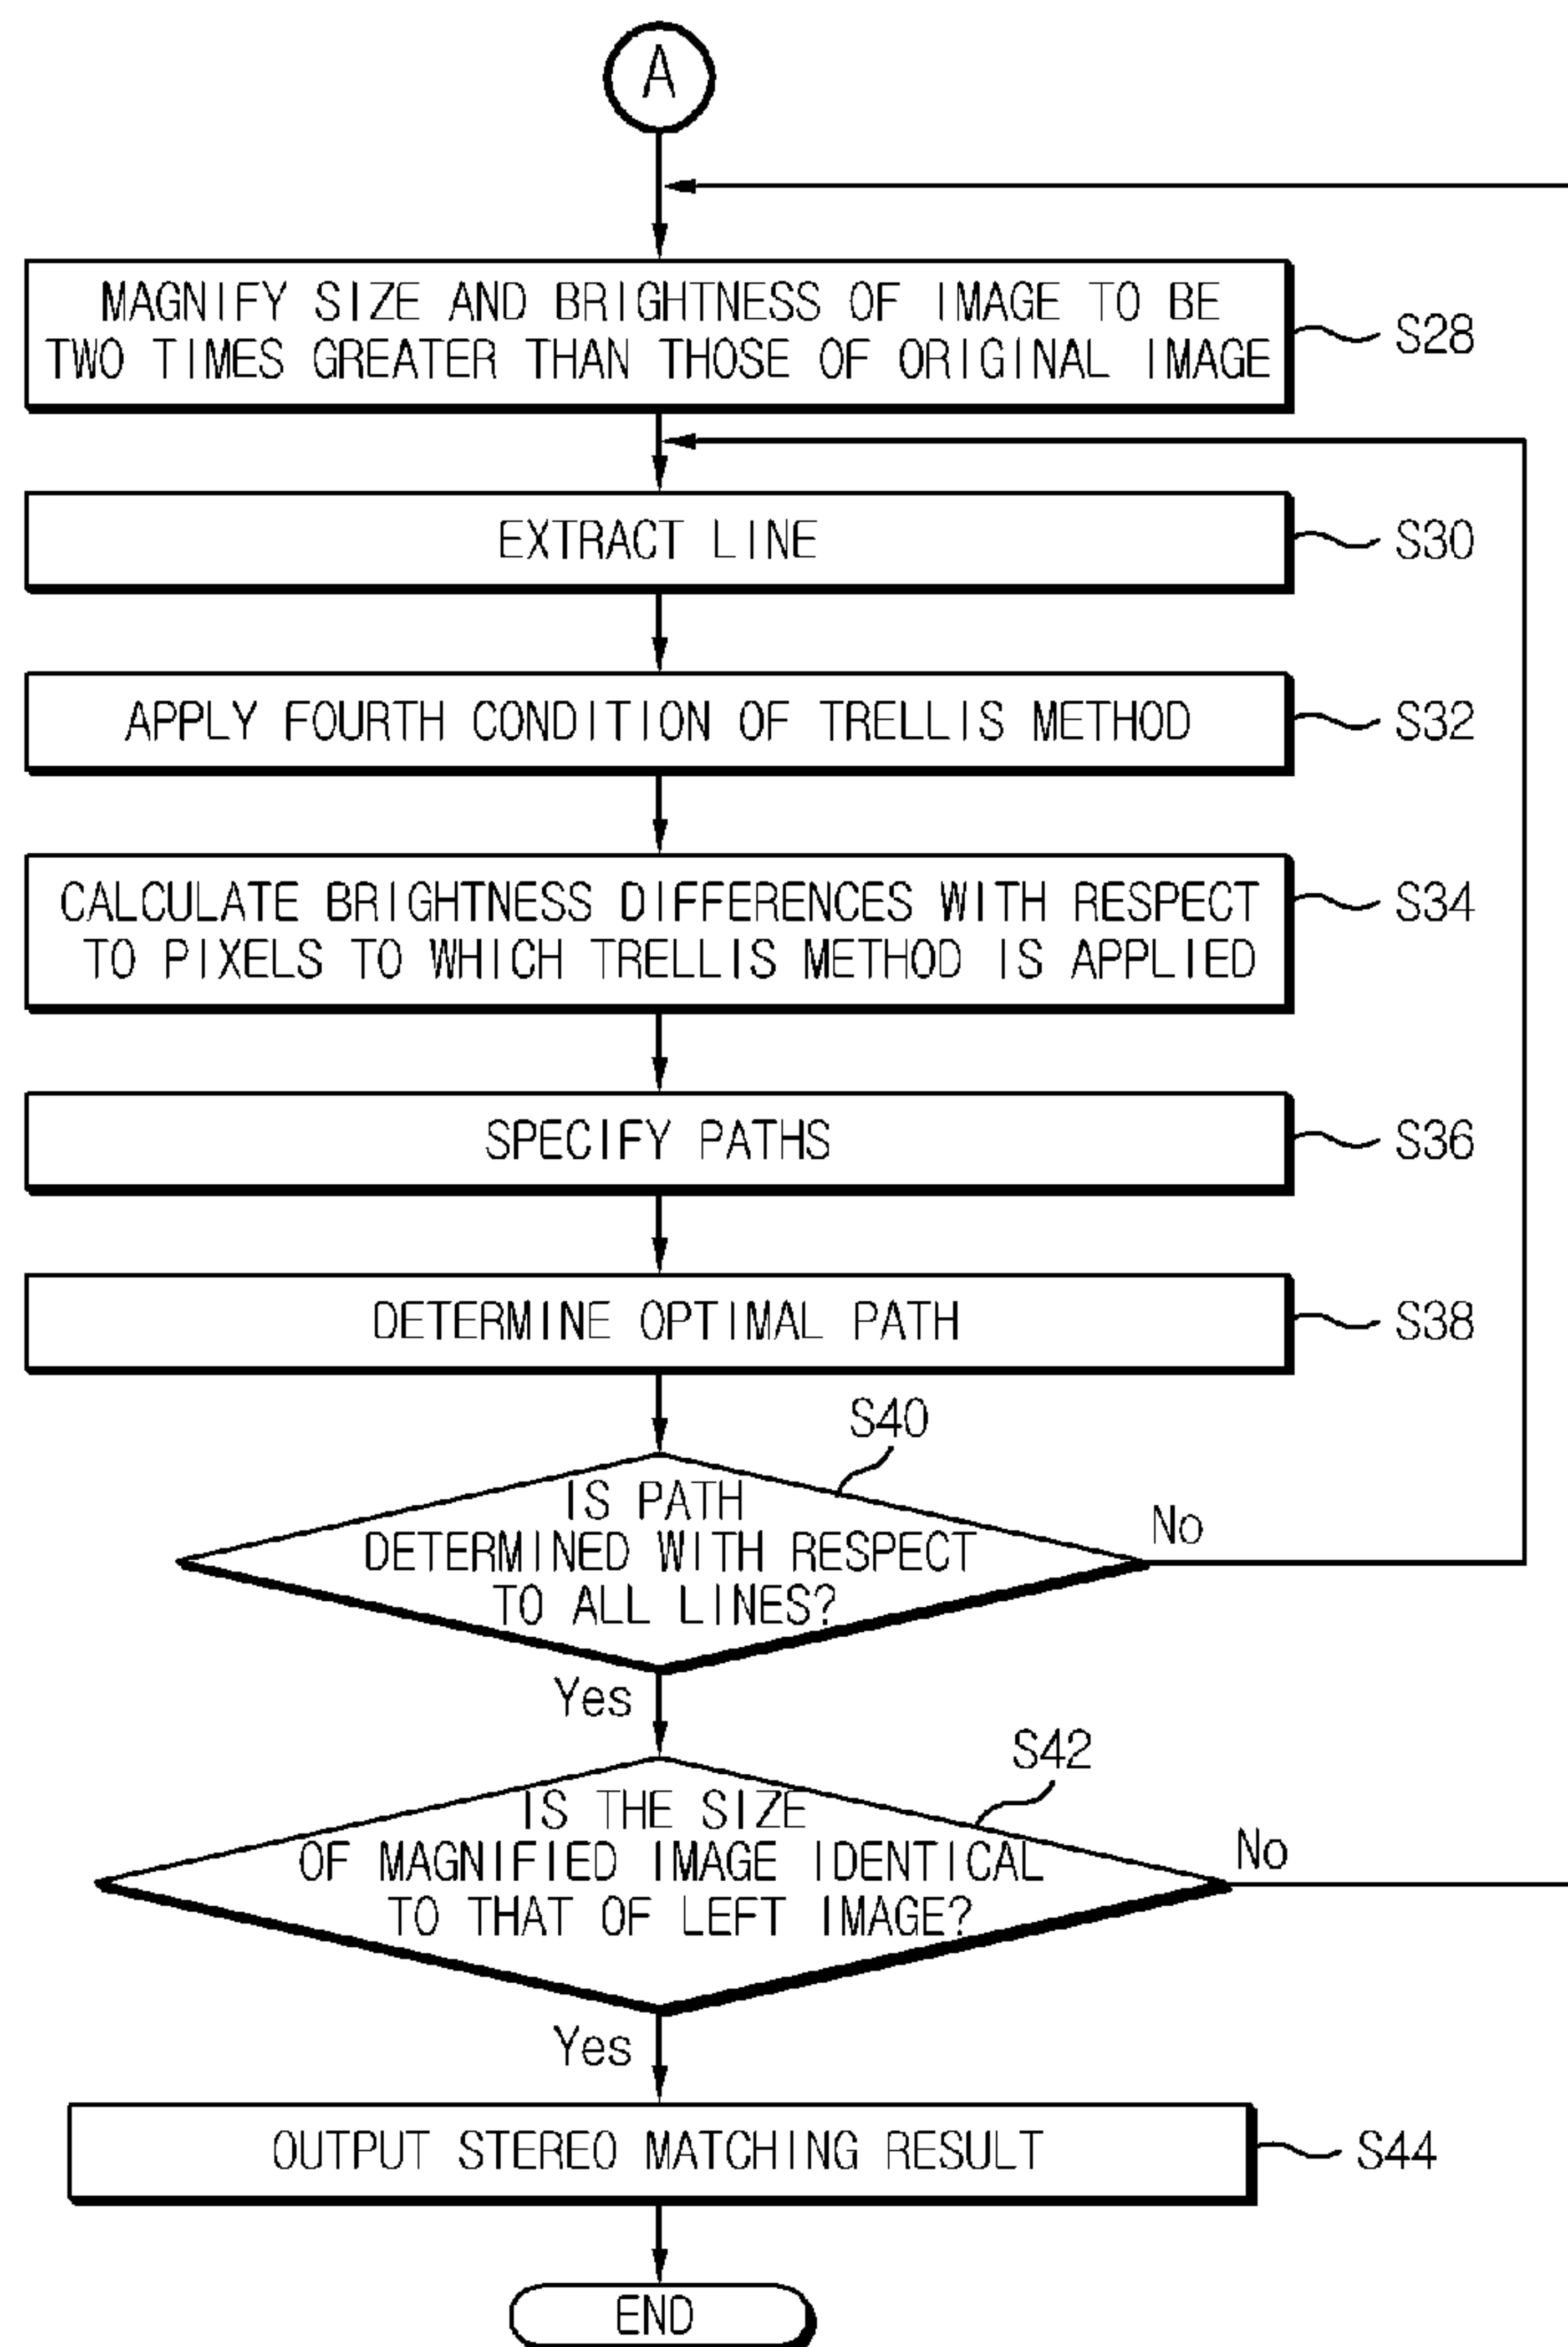 A
MAGNIFY SIZE AND BRIGHTNESS OF IMAGE TO BE
TWO TIMES GREATER THAN THOSE OF ORIGINAL IMAGE
S28
EXTRACT LINE
S30
APPLY FOURTH CONDITION OF TRELLIS METHOD
S32
CALCULATE BRIGHTNESS DIFFERENCES WITH RESPECT
TO PIXELS TO WHICH TRELLIS METHOD IS APPLIED
S34
SPECIFY PATHS
S36
DETERMINE OPTIMAL PATH
S38
S40
IS PATH
DETERMINED WITH RESPECT
TO ALL LINES?
No
Yes
S42
IS THE SIZE
OF MAGNIFIED IMAGE IDENTICAL
TO THAT OF LEFT IMAGE?
No
Yes
OUTPUT STEREO MATCHING RESULT
S44
END